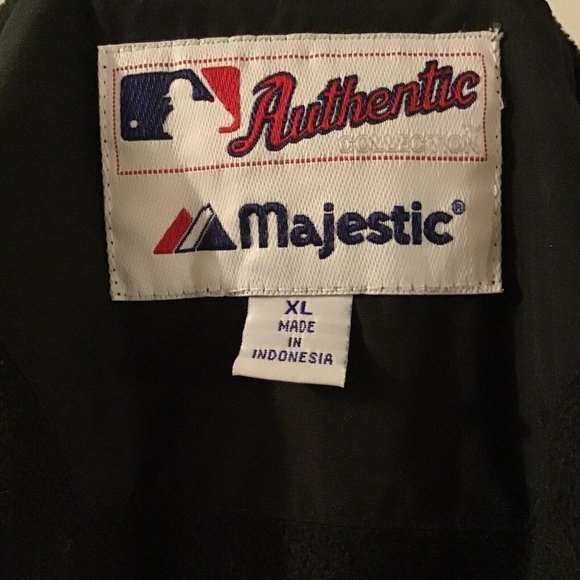 Authentic
COLLECTION
Majestic®
XL
MADE
IN
INDONESIA